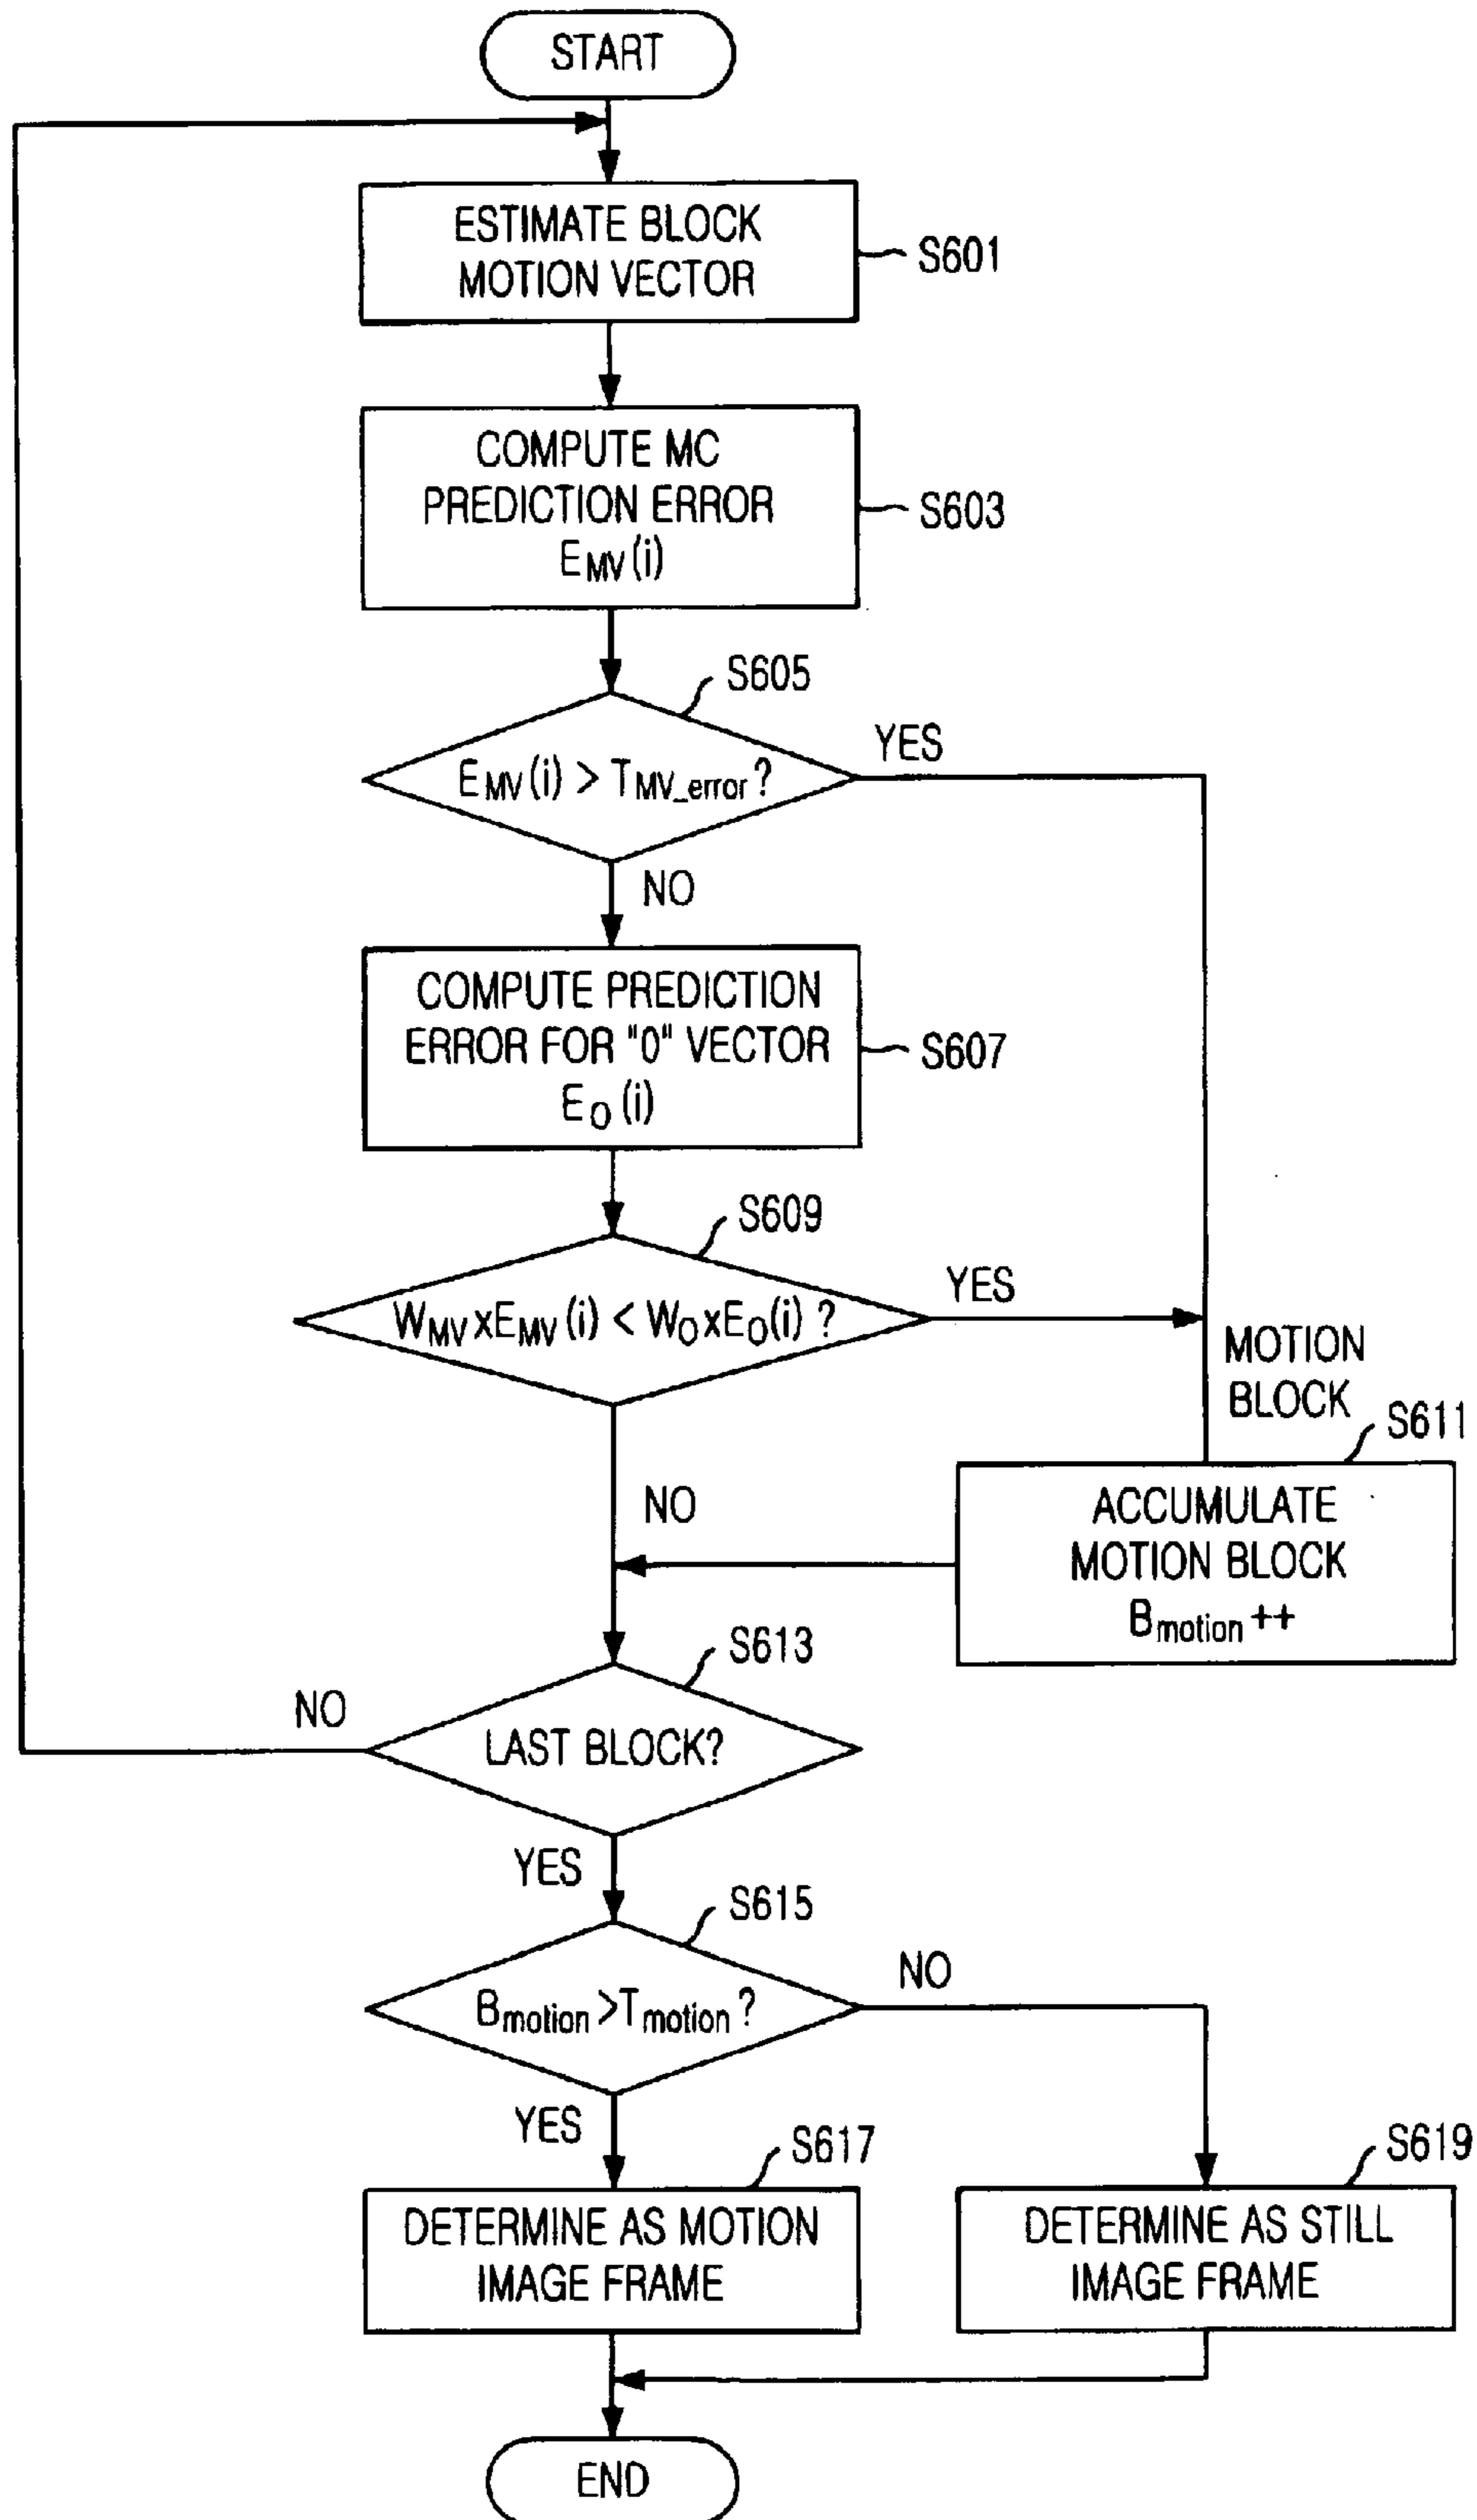 START
ESTIMATE BLOCK
MOTION VECTOR
S601
COMPUTE MC
PREDICTION ERROR
EMV(i)
S603
S605
EMV(i) > TMV_error?
YES
NO
COMPUTE PREDICTION
ERROR FOR "0" VECTOR
EO(i)
S607
S609
WMVxEMV(i) < WOxEO(i) ?
YES
MOTION
BLOCK
S611
NO
ACCUMULATE
MOTION BLOCK
Bmotion++
S613
NO
LAST BLOCK?
YES
S615
Bmotion>Tmotion?
NO
YES
S617
S619
DETERMINE AS MOTION
IMAGE FRAME
DETERMINE AS STILL
IMAGE FRAME
END